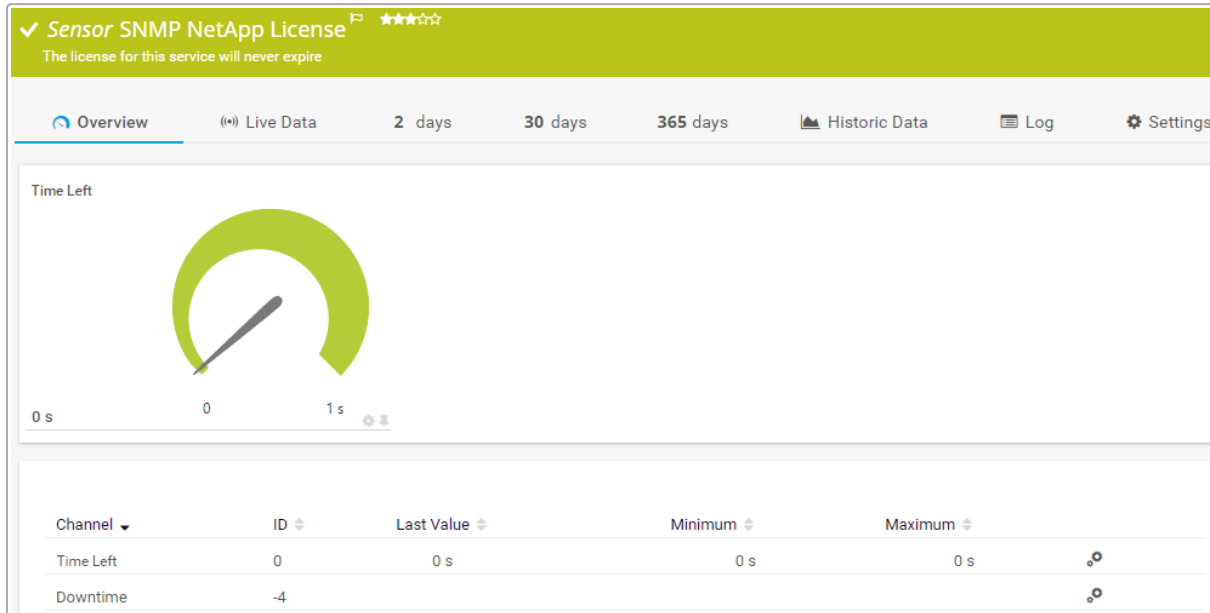 Sensor SNMP NetApp License
The license for this service will never expire
Overview Live Data 2 days 30 days 365 days Historic Data Log Settings
Time Left
0 1 s
0 s
Channel ID Last Value Minimum Maximum
Time Left 0 0 s 0 s 0 s
Downtime -4